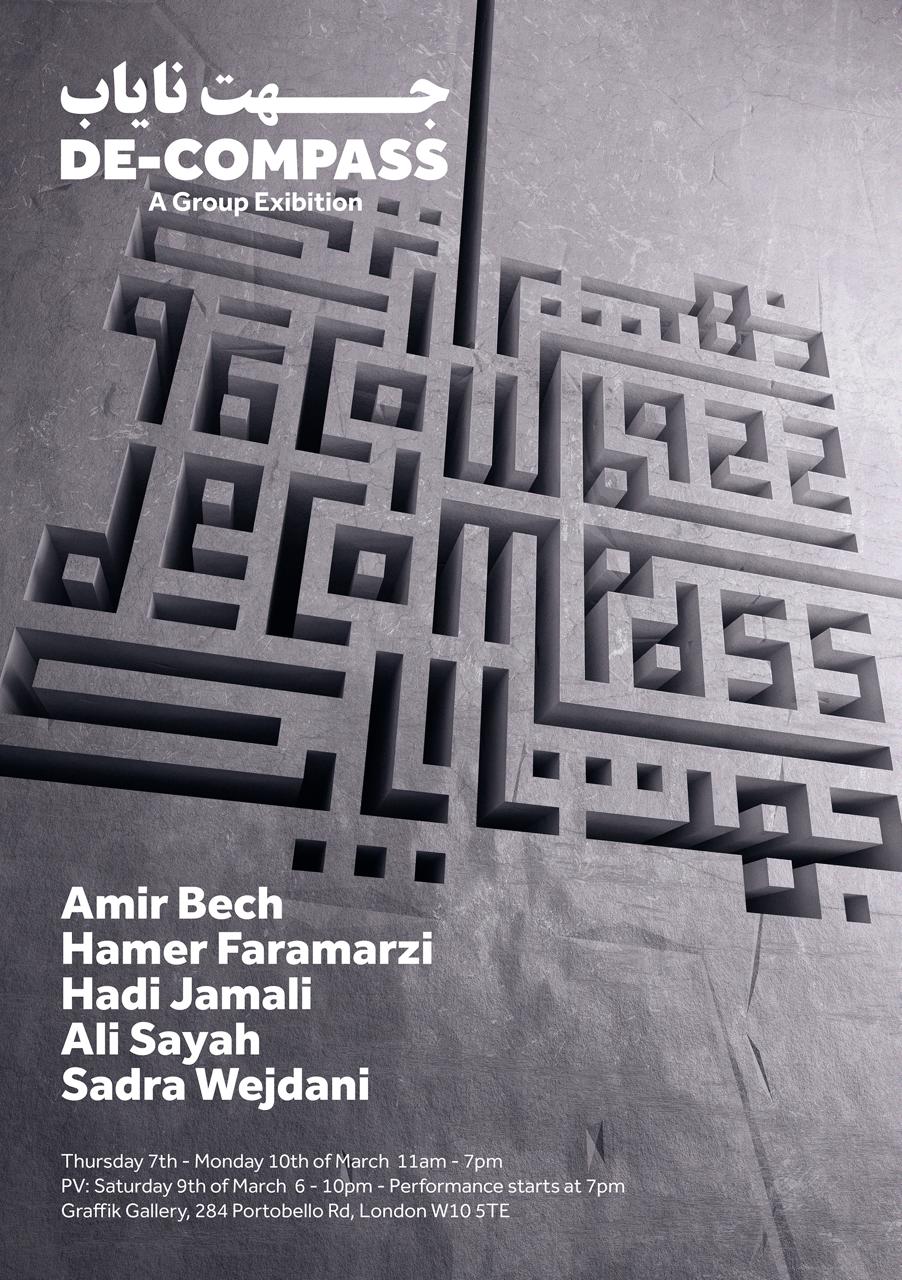 جهت نایاب
DE-COMPASS
A Group Exibition
Amir Bech
Hamer Faramarzi
Hadi Jamali
Ali Sayah
Sadra Wejdani
Thursday 7th - Monday 10th of March 11am - 7pm
PV: Saturday 9th of March 6 - 10pm - Performance starts at 7pm
Graffik Gallery, 284 Portobello Rd, London W10 5TE